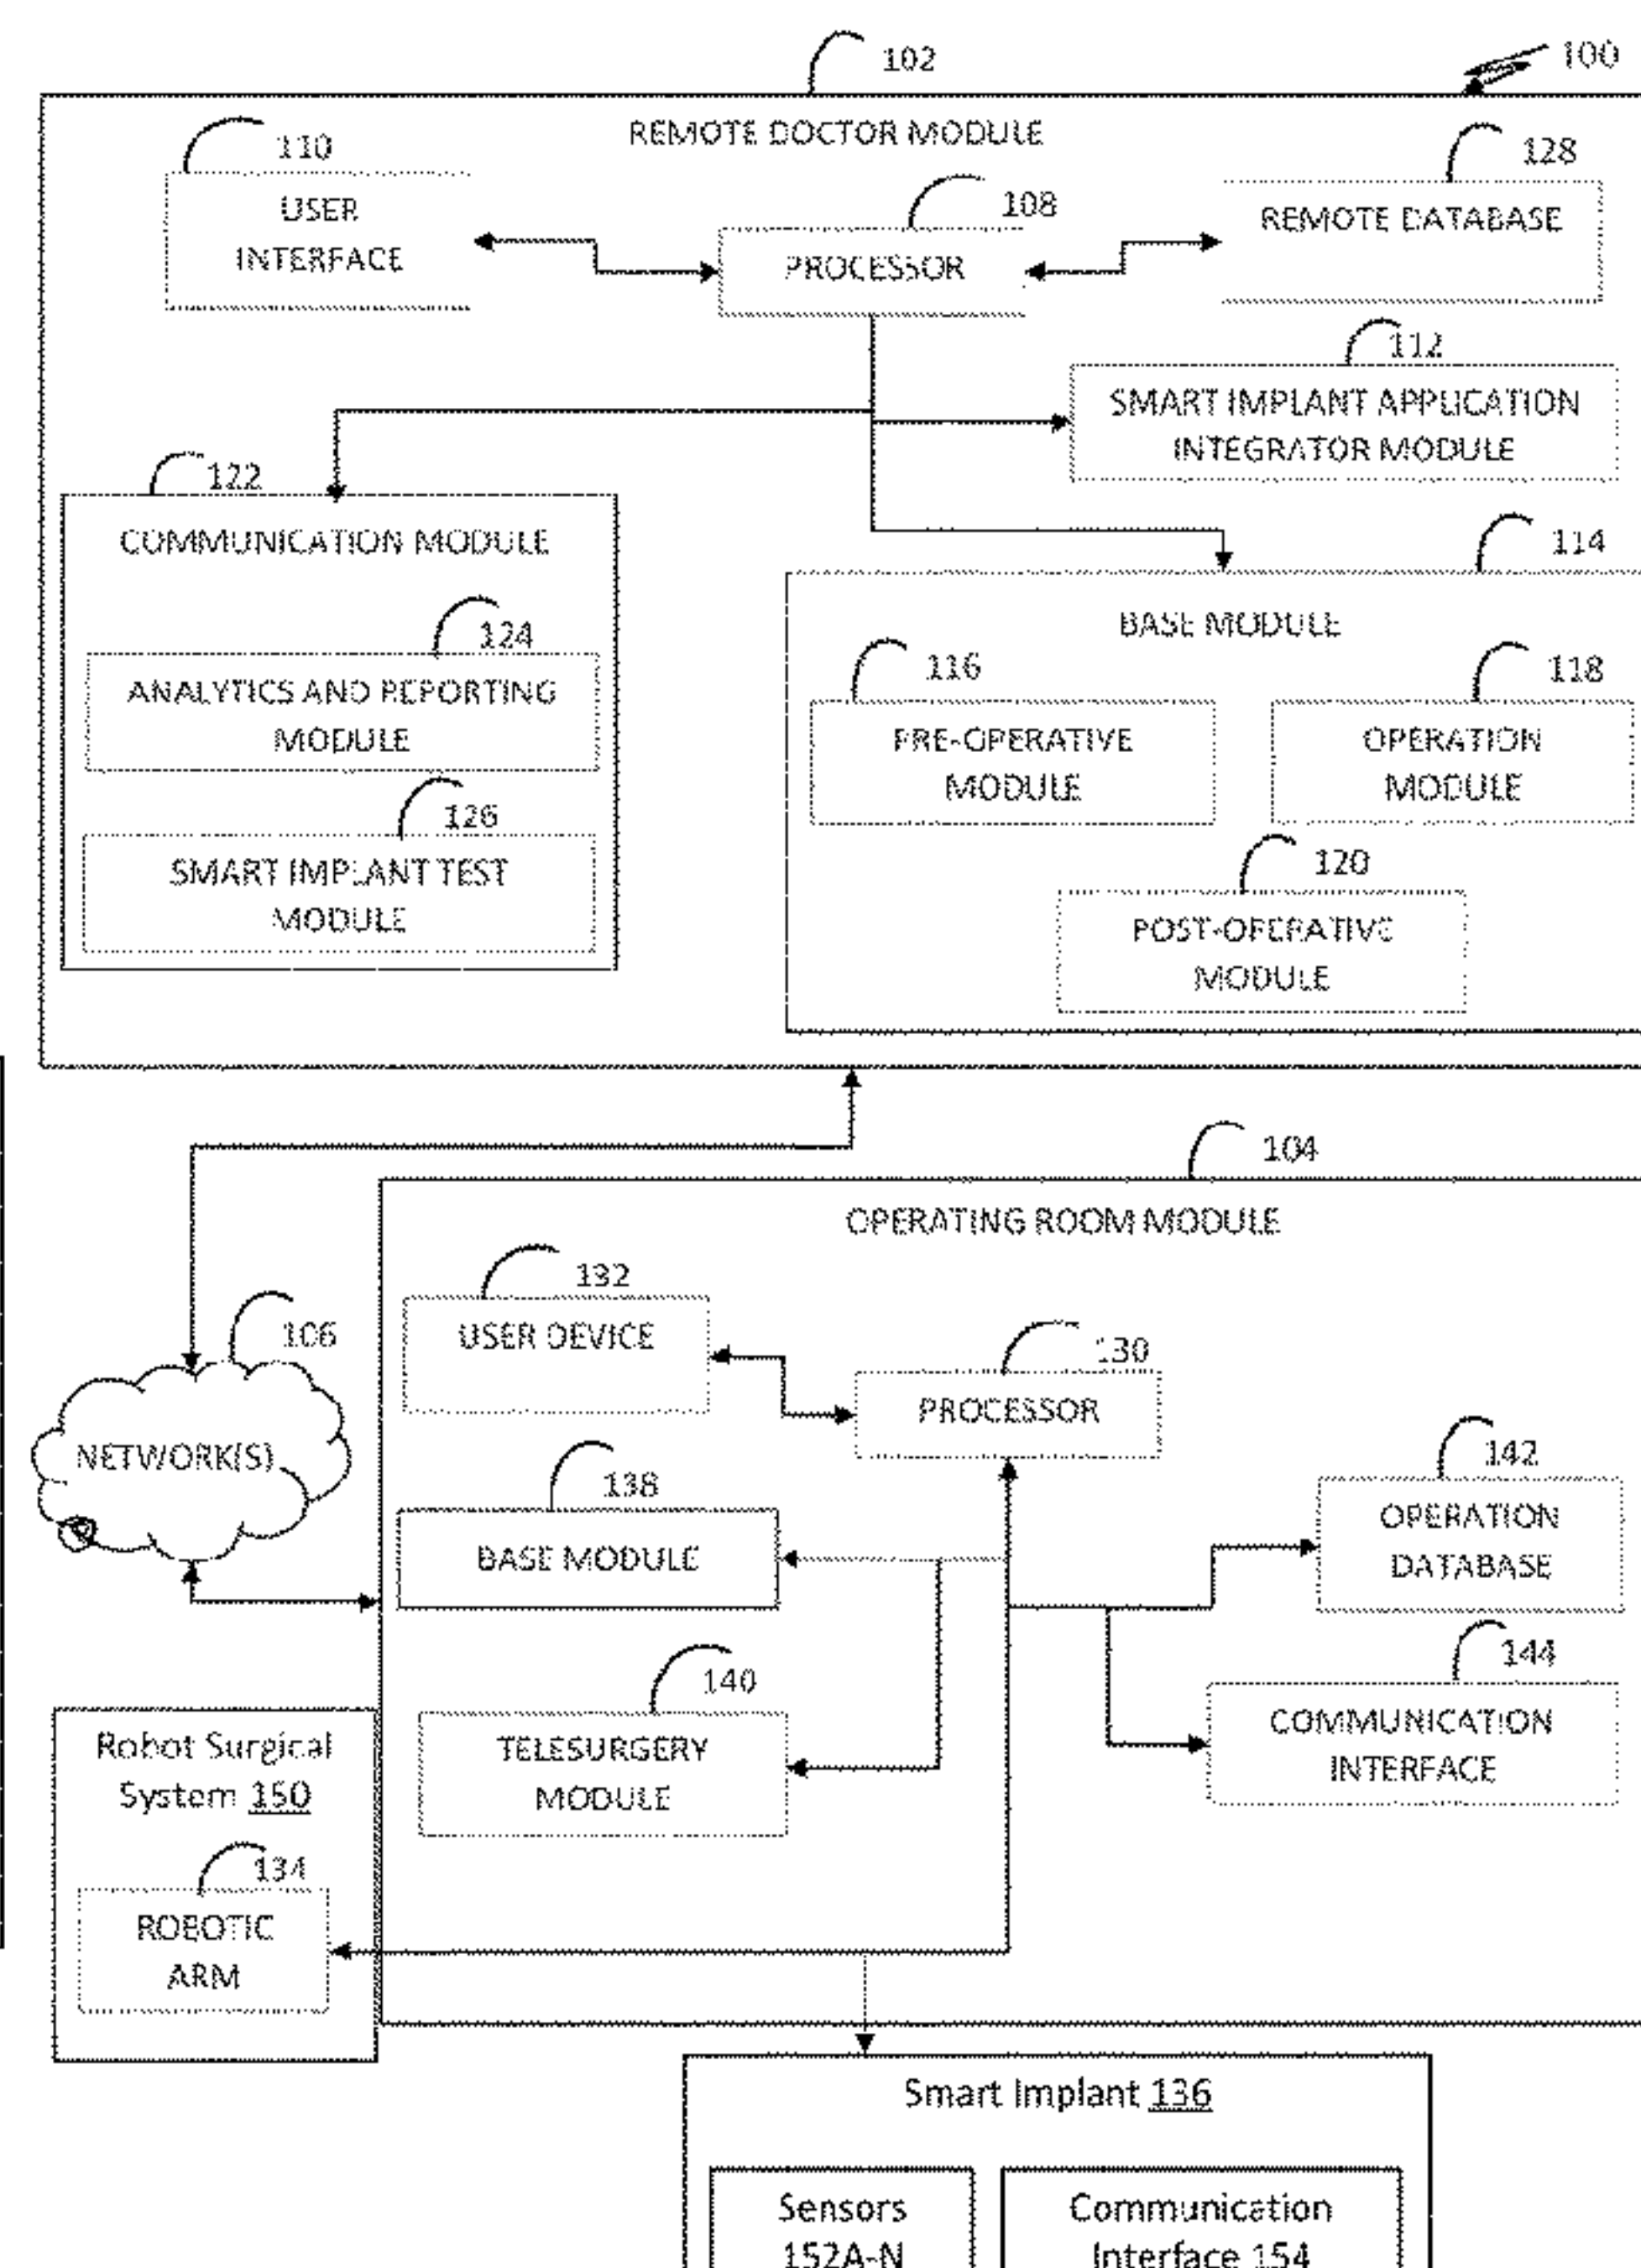 102
100
REMOTE DOCTOR MODULE
110
USER
INTERFACE
108
PROCESSOR
128
REMOTE DATABASE
112
SMART IMPLANT APPLICATION
INTEGRATOR MODULE
122
COMMUNICATION MODULE
124
ANALYTICS AND REPORTING
MODULE
126
SMART IMPLANT TEST
MODULE
114
BASE MODULE
116
PRE-OPERATIVE
MODULE
118
OPERATION
MODULE
120
POST-OPERATIVE
MODULE
104
OPERATING ROOM MODULE
106
NETWORK(S)
132
USER DEVICE
130
PROCESSOR
138
BASE MODULE
142
OPERATION
DATABASE
140
TELESURGERY
MODULE
144
COMMUNICATION
INTERFACE
Robot Surgical
System 150
134
ROBOTIC
ARM
Smart Implant 136
Sensors
152A-N
Communication
Interface 154